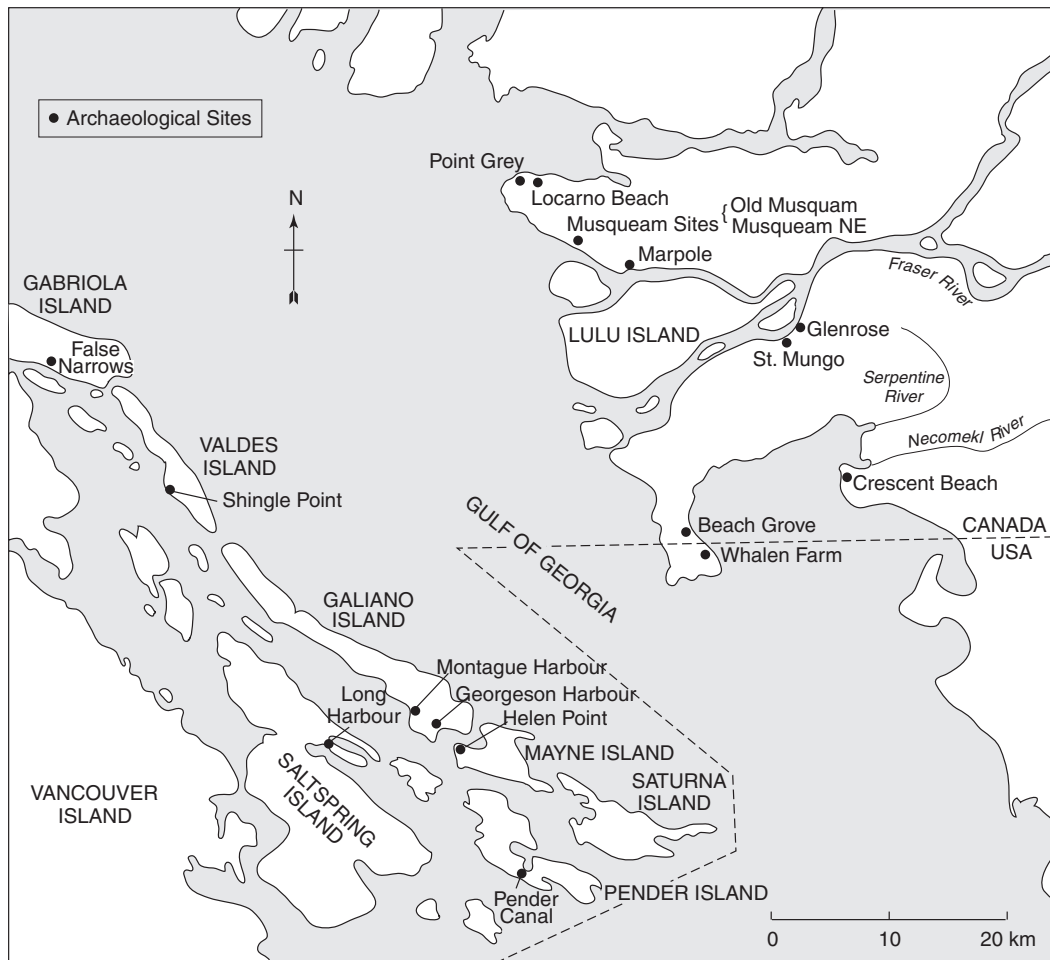 Archaeological Sites
N
Point Grey
Locarno Beach
Musqueam Sites { Old Musquam
Musqueam NE
Marpole
Fraser River
GABRIOLA
ISLAND
False
Narrows
LULU ISLAND
Glenrose
St. Mungo
Serpentine
River
Necomekl River
VALDES
ISLAND
Shingle Point
Crescent Beach
GULF OF GEORGIA
Beach Grove
CANADA
USA
Whalen Farm
GALIANO
ISLAND
Montague Harbour
Long
Harbour
Georgeson Harbour
Helen Point
MAYNE ISLAND
SATURNA
ISLAND
VANCOUVER
ISLAND
SALTSPRING
ISLAND
PENDER ISLAND
Pender
Canal
0 10 20 km